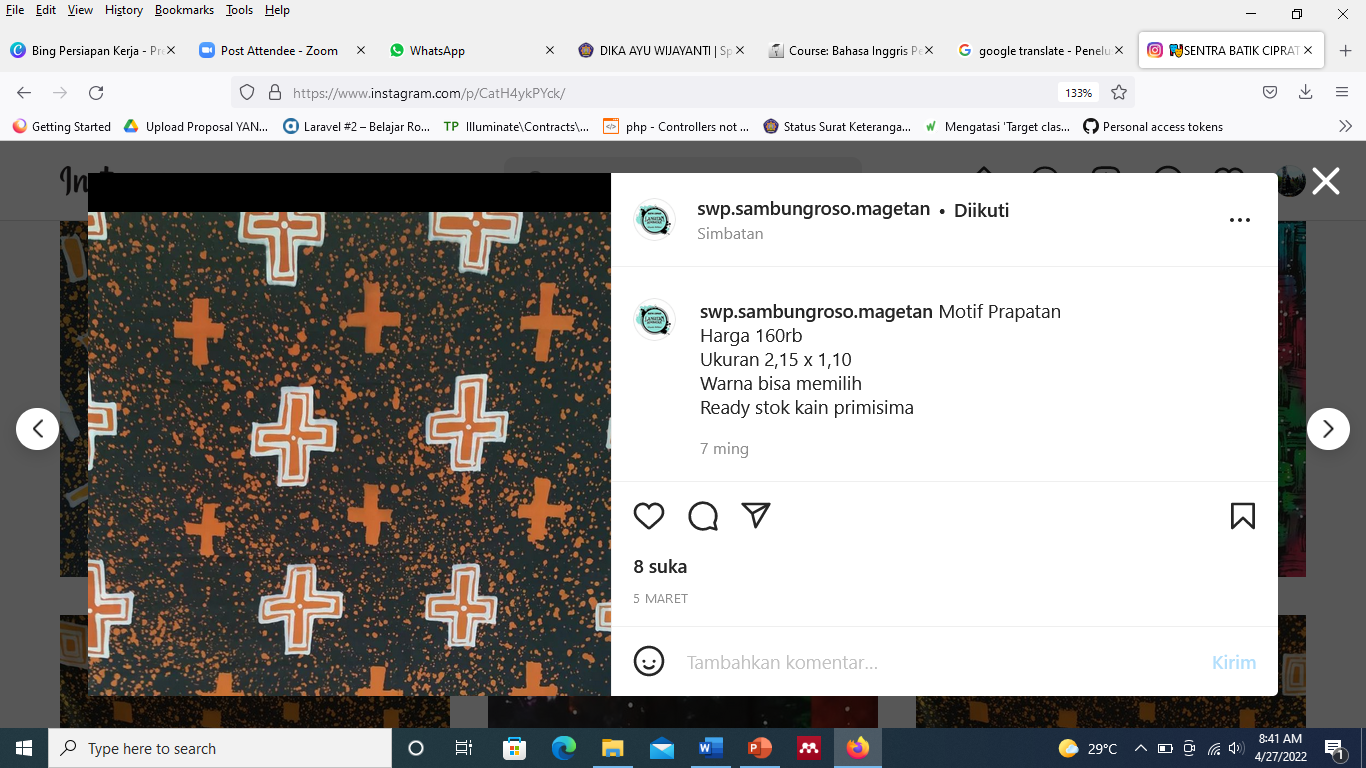 File Edit View History Bookmarks Tools Help
Bing Persiapan Kerja - Pre
Post Attendee - Zoom
WhatsApp
DIKA AYU WIJAYANTI | Sp
Course: Bahasa Inggris Pe
google translate - Penelu
SENTRA BATIK CIPRAT
https://www.instagram.com/p/CatH4ykPYck/
133%
Getting Started
Upload Proposal YAN...
Laravel #2 – Belajar Ro...
TP Illuminate\Contracts\...
php - Controllers not ...
Status Surat Keteranga...
Mengatasi 'Target clas...
Personal access tokens
swp.sambungroso.magetan • Diikuti
Simbatan
swp.sambungroso.magetan Motif Prapatan
Harga 160rb
Ukuran 2,15 x 1,10
Warna bisa memilih
Ready stok kain primisima
7 ming
8 suka
5 MARET
Tambahkan komentar...
Kirim
Type here to search
29°C
8:41 AM
4/27/2022
1